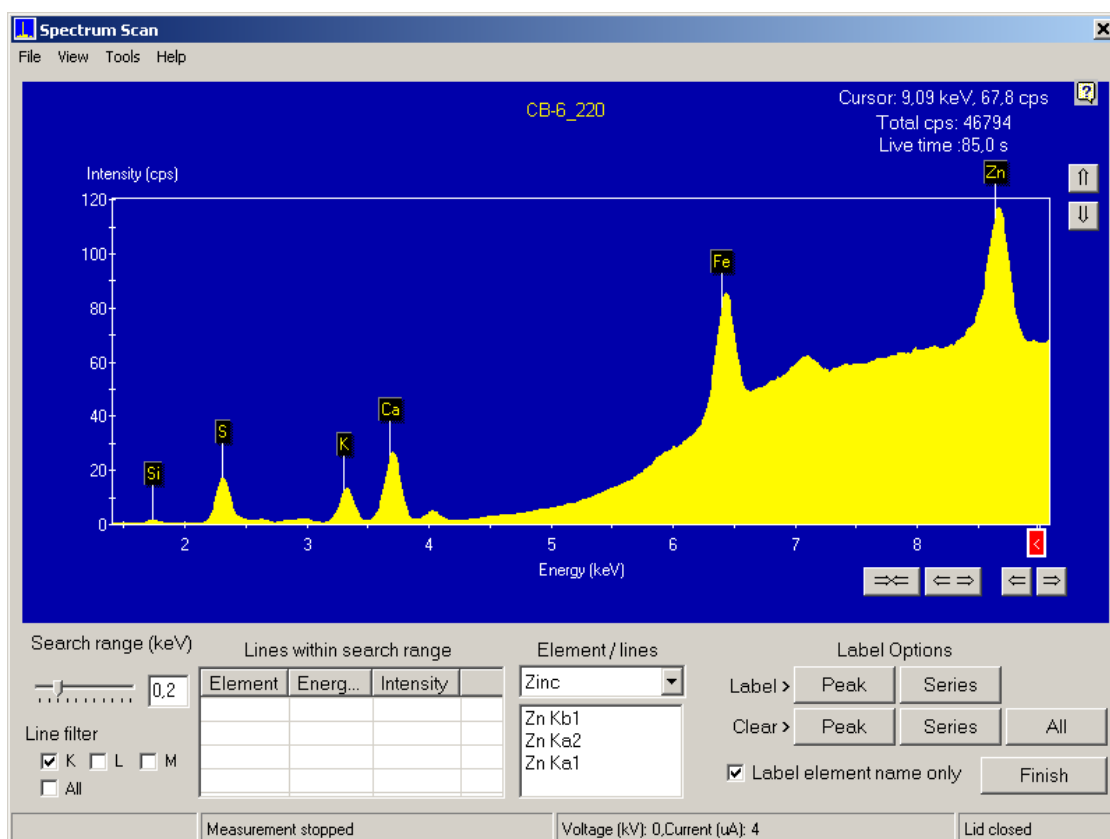 Spectrum Scan
File View Tools Help
CB-6_220
Cursor: 9,09 keV, 67,8 cps
Total cps: 46794
Live time :85,0 s
Intensity (cps)
Zn
Fe
Ca
S
K
Si
120
100
80
60
40
20
0
2 3 4 5 6 7 8
Energy (keV)
Search range (keV)
0,2
Line filter
K L M
All
Lines within search range
Element Energ... Intensity
Element / lines
Zinc
Zn Kb1
Zn Ka2
Zn Ka1
Label Options
Label > Peak Series
Clear > Peak Series All
Label element name only Finish
Measurement stopped Voltage (kV): 0,Current (uA): 4 Lid closed